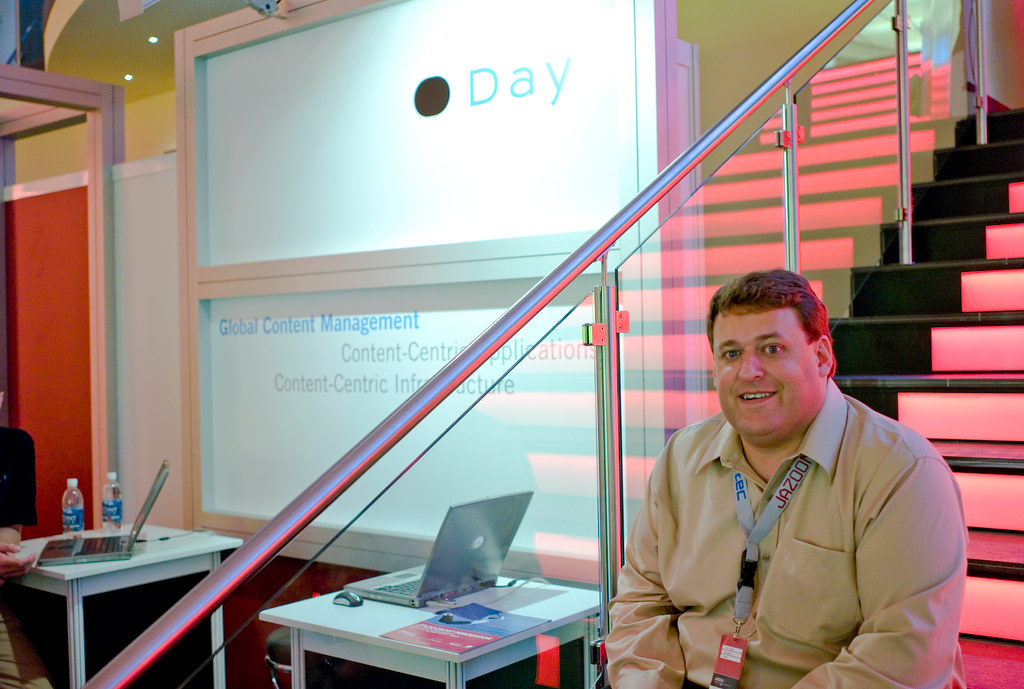 Day
Global Content Management
Content-Centric Applications
Content-Centric Infrastructure
JAZOON